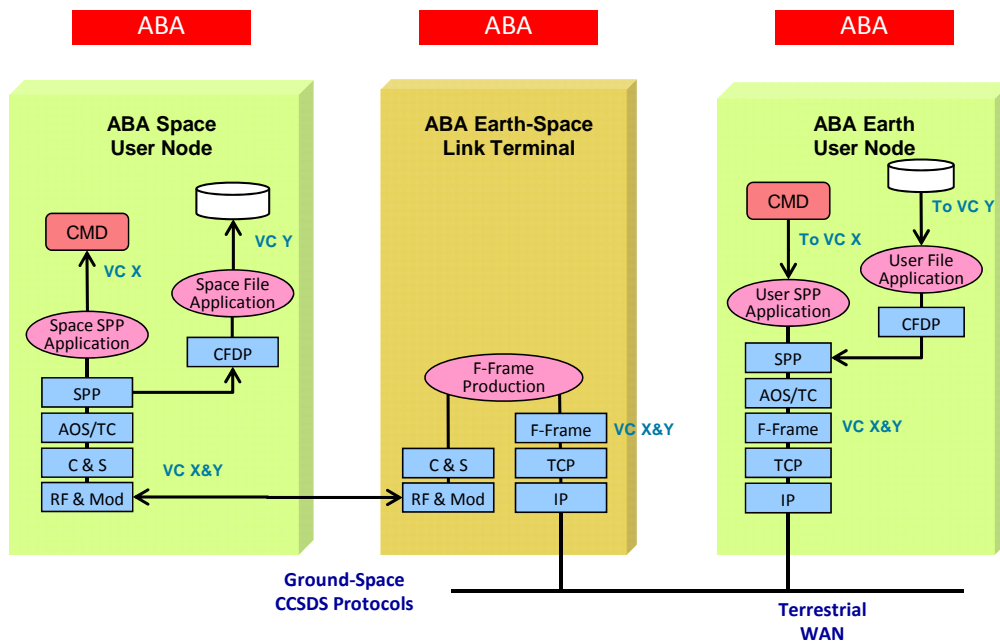 ABA
ABA
ABA
ABA Space
User Node
CMD
VC X
VC Y
Space File
Application
Space SPP
Application
CFDP
SPP
AOS/TC
C & S
RF & Mod
VC X&Y
ABA Earth-Space
Link Terminal
F-Frame
Production
F-Frame
VC X&Y
C & S
TCP
RF & Mod
IP
ABA Earth
User Node
CMD
To VC Y
To VC X
User File
Application
User SPP
Application
CFDP
SPP
AOS/TC
F-Frame
VC X&Y
TCP
IP
Ground-Space
CCSDS Protocols
Terrestrial
WAN